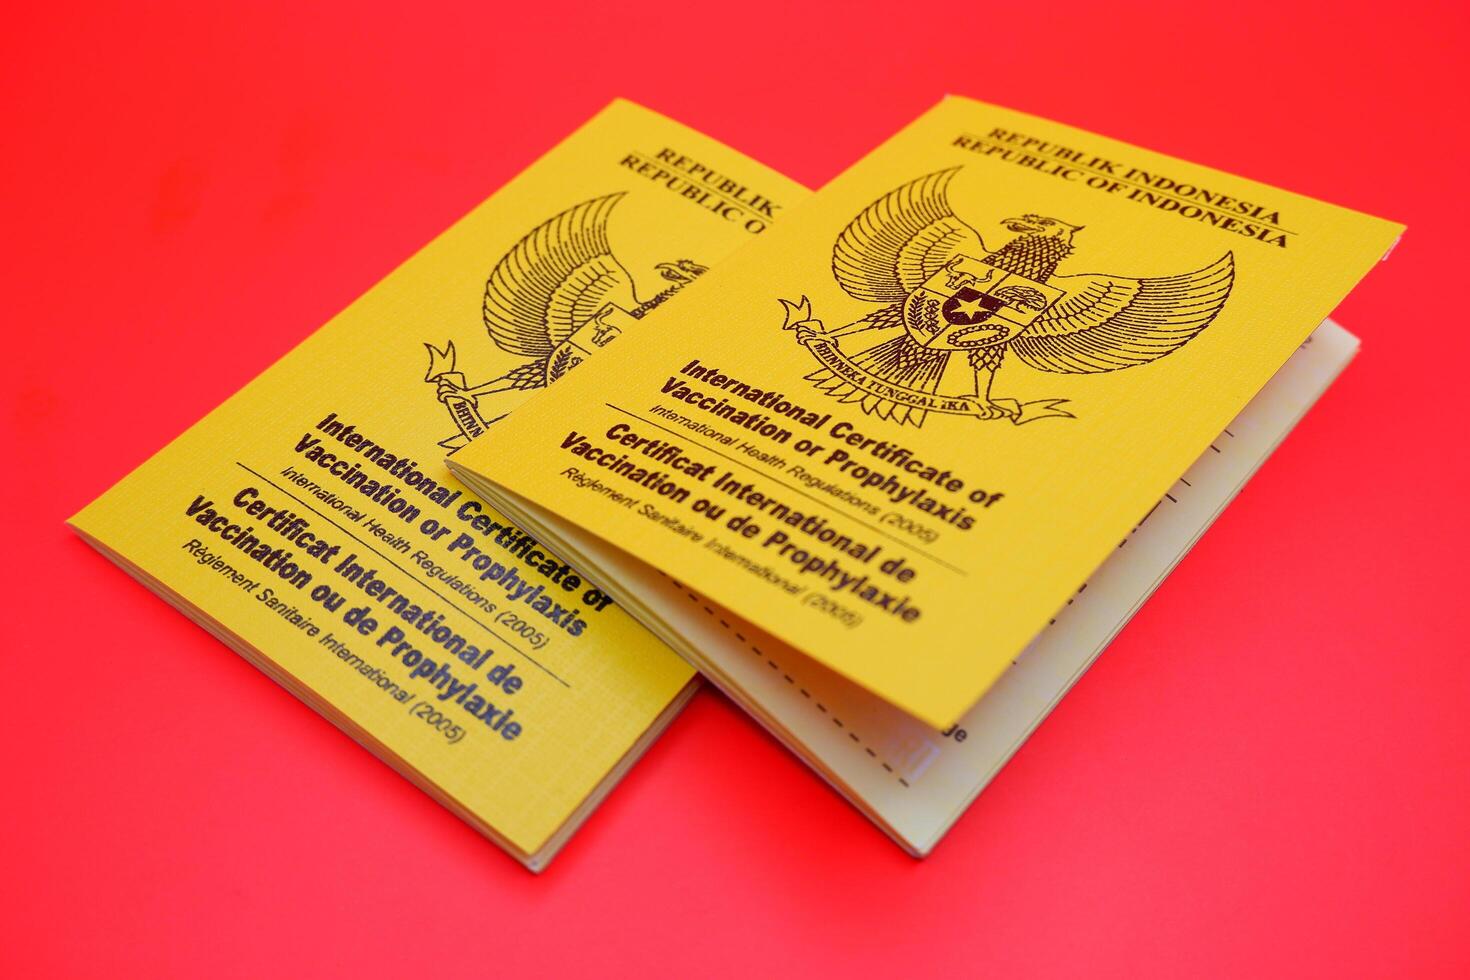 REPUBLIK
REPUBLIC O
BHINN
International Certificate of
Vaccination or Prophylaxis
International Health Regulations (2005)
Certificat International de
Vaccination ou de Prophylaxie
Règlement Sanitaire International (2005)
REPUBLIK INDONESIA
REPUBLIC OF INDONESIA
BHINNEKA TUNGGAL IKA
International Certificate of
Vaccination or Prophylaxis
International Health Regulations (2005)
Certificat International de
Vaccination ou de Prophylaxie
Règlement Sanitaire International (2005)
ge